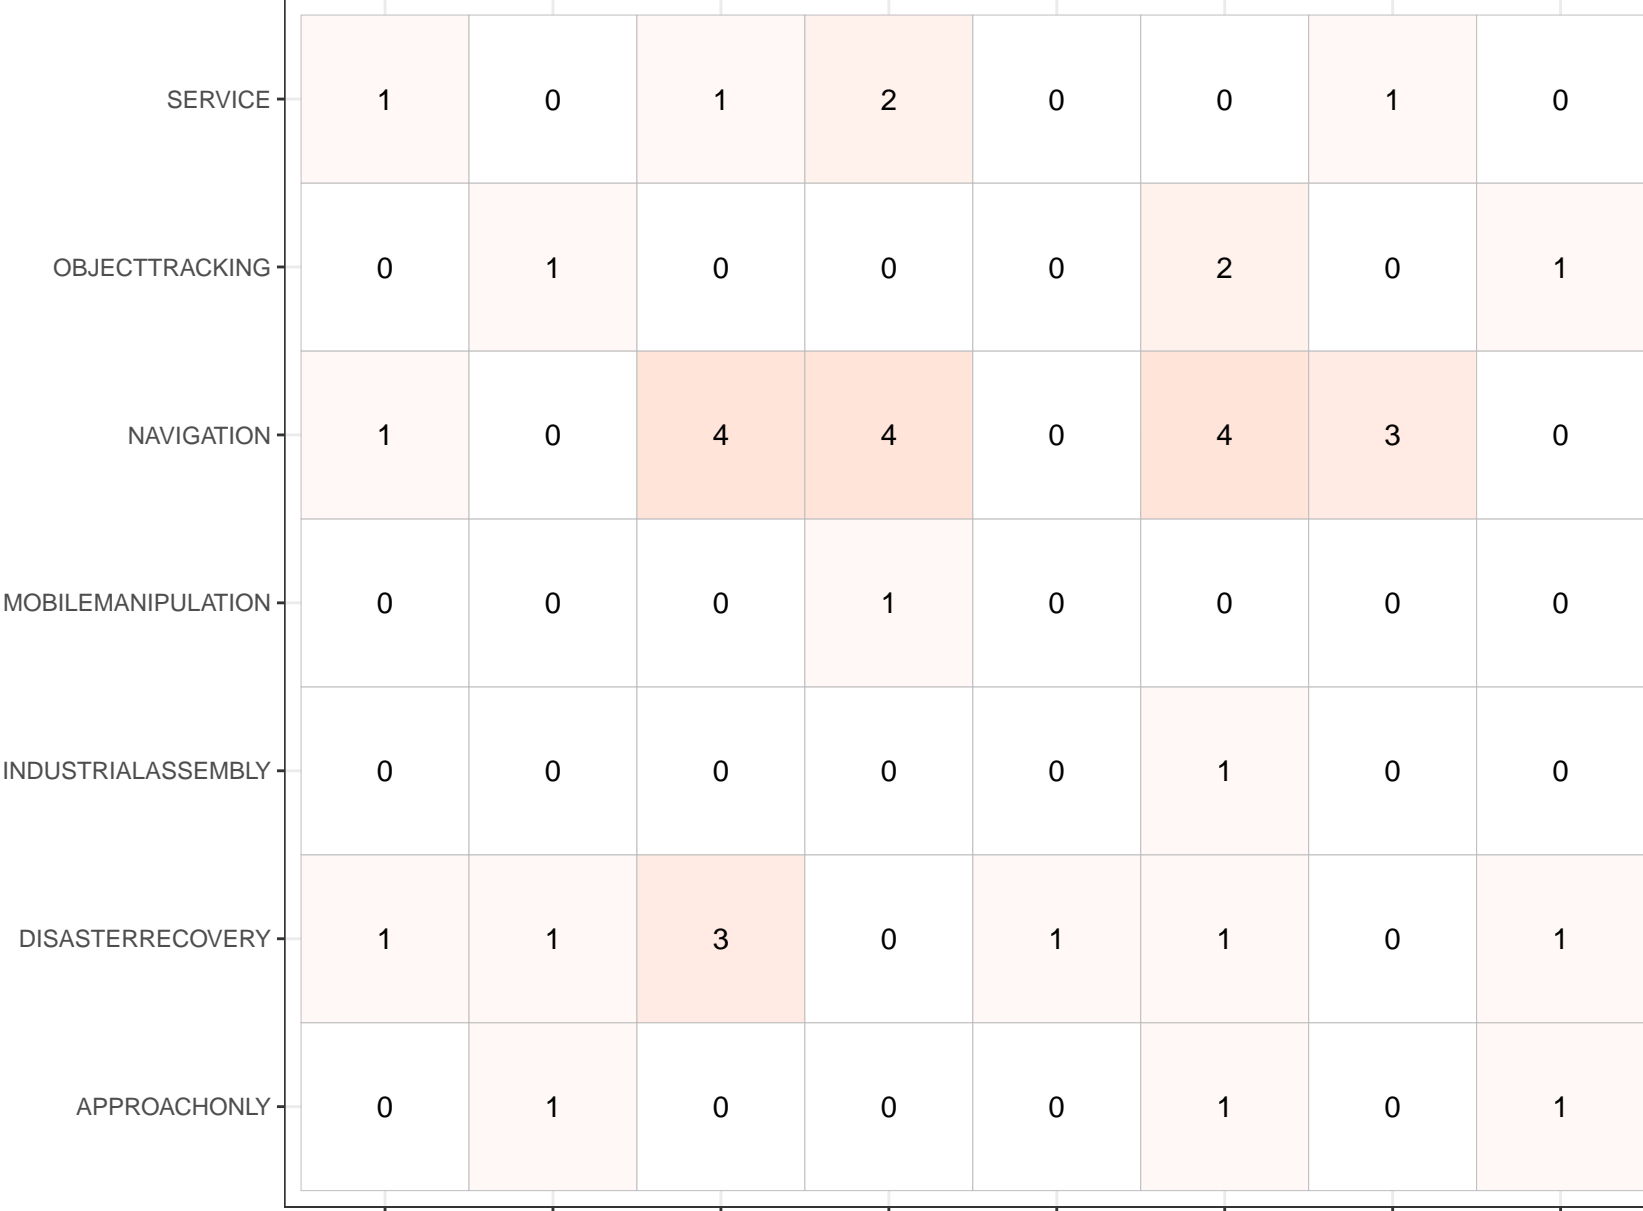 SERVICE 1 0 1 2 0 0 1 0
OBJECTTRACKING 0 1 0 0 0 2 0 1
NAVIGATION 1 0 4 4 0 4 3 0
MOBILEMANIPULATION 0 0 0 1 0 0 0 0
INDUSTRIALASSEMBLY 0 0 0 0 0 1 0 0
DISASTERRECOVERY 1 1 3 0 1 1 0 1
APPROACHONLY 0 1 0 0 0 1 0 1